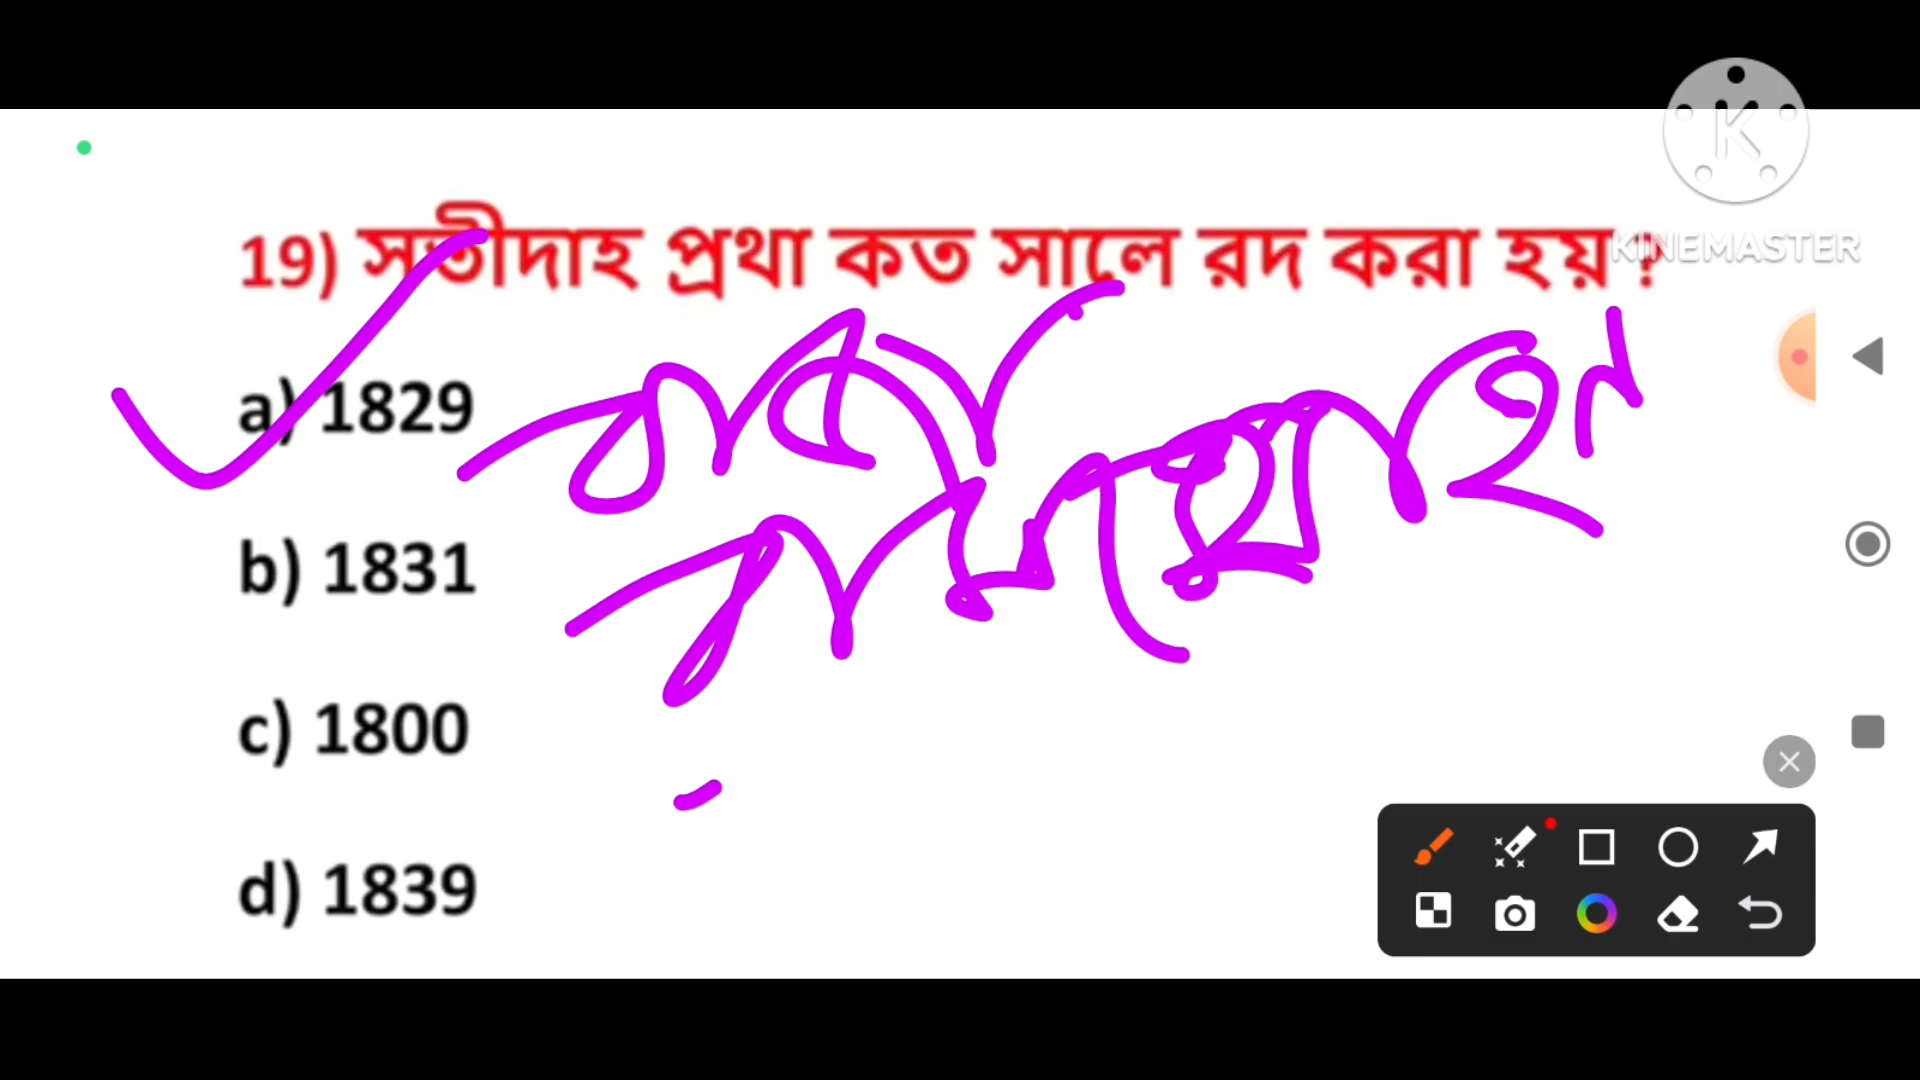 KINEMASTER
19) সতীদাহ প্রথা কত সালে রদ করা হয় ?
a) 1829
রাজা
রামমোহন
b) 1831
c) 1800
d) 1839